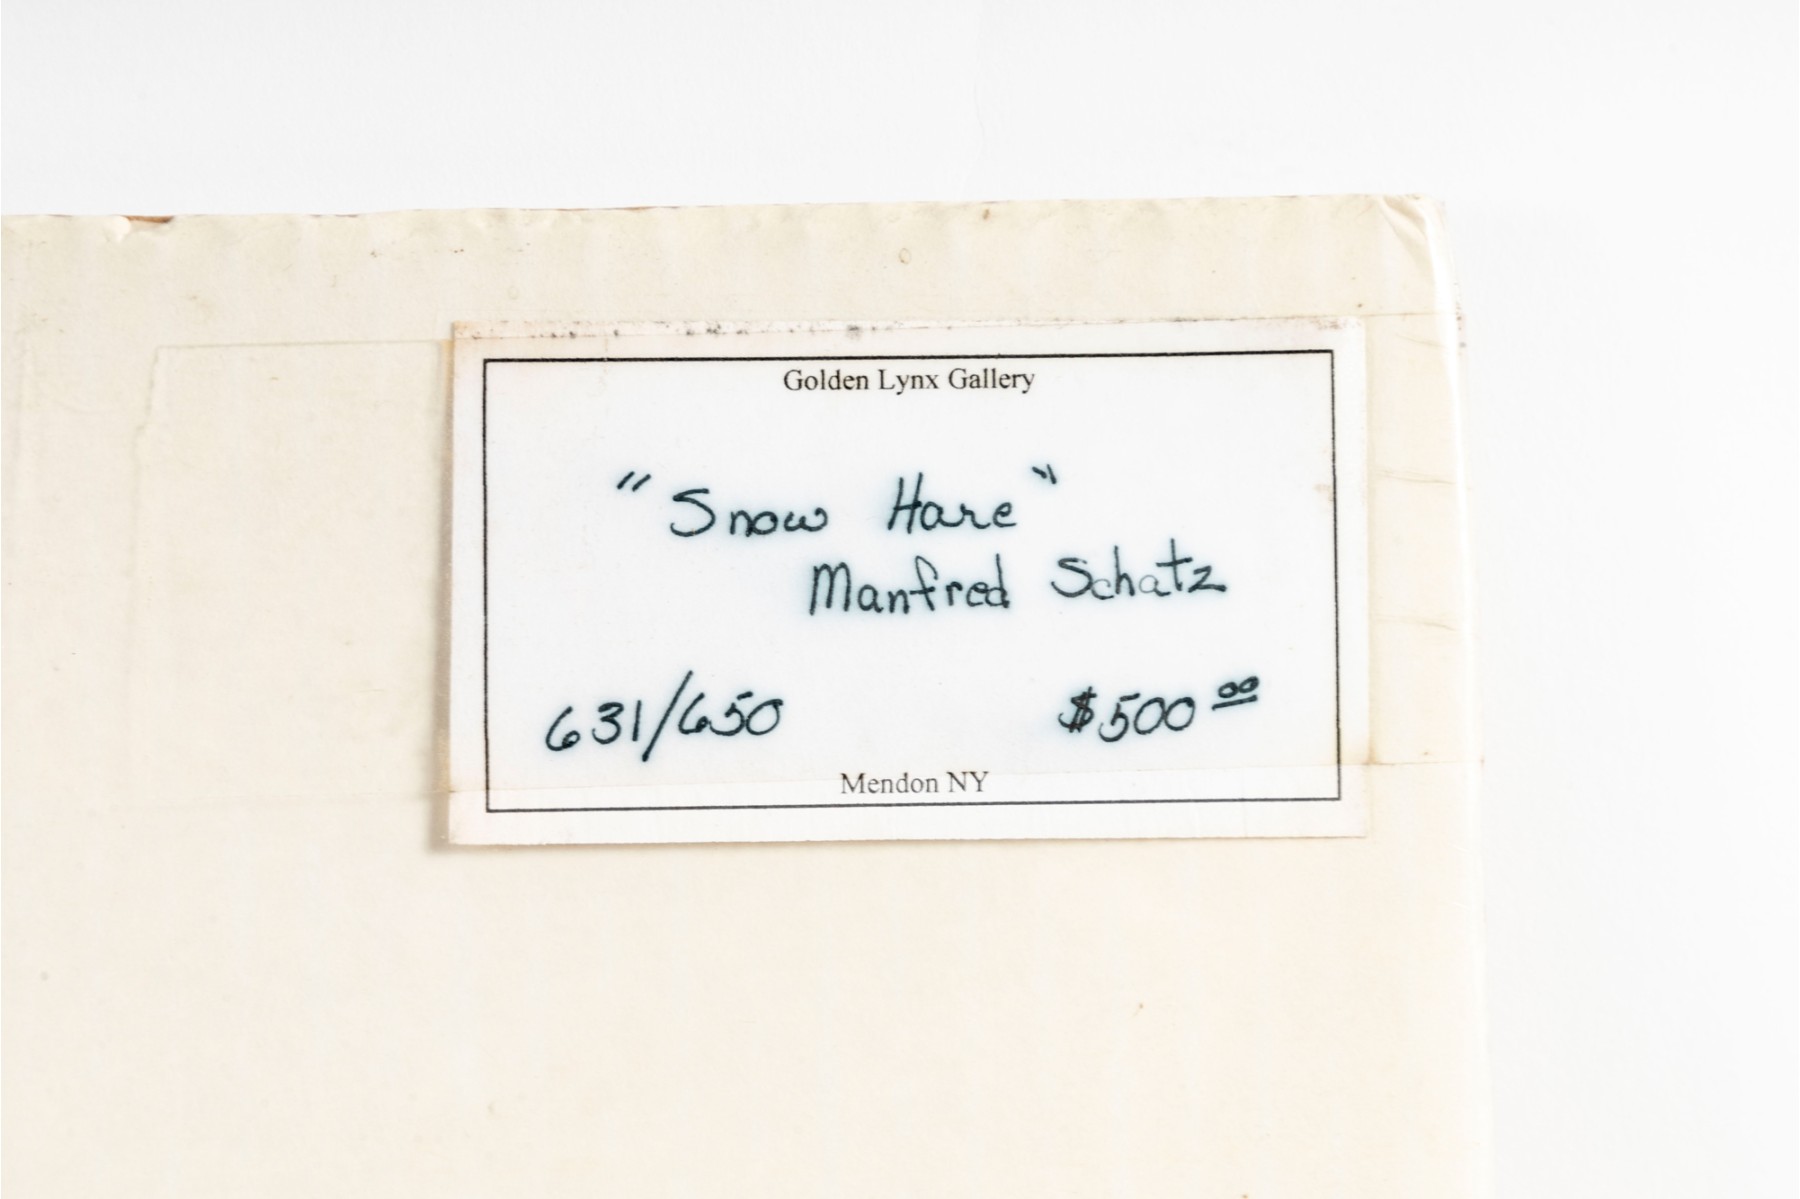 Golden Lynx Gallery
"Snow Hare"
Manfred Schatz
631/650 $500.00
Mendon NY